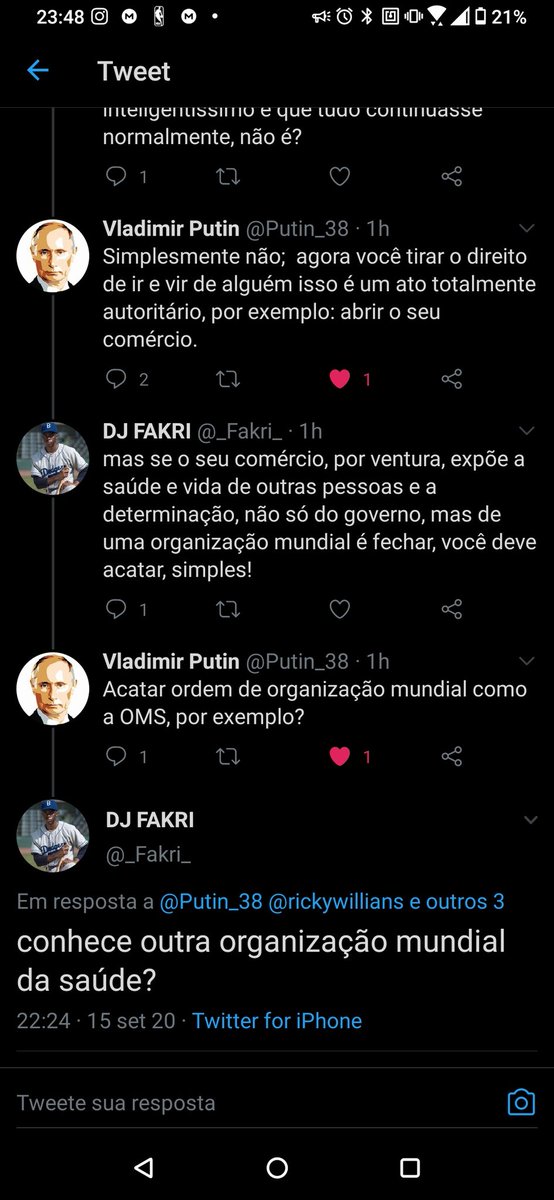 23:48
21%
Tweet
inteligentíssimo e que tudo continuasse
normalmente, não é?
1
Vladimir Putin @Putin_38 · 1h
Simplesmente não;  agora você tirar o direito
de ir e vir de alguém isso é um ato totalmente
autoritário, por exemplo: abrir o seu
comércio.
2
1
DJ FAKRI @_Fakri_ · 1h
mas se o seu comércio, por ventura, expõe a
saúde e vida de outras pessoas e a
determinação, não só do governo, mas de
uma organização mundial é fechar, você deve
acatar, simples!
1
Vladimir Putin @Putin_38 · 1h
Acatar ordem de organização mundial como
a OMS, por exemplo?
1
1
DJ FAKRI
@_Fakri_
Em resposta a @Putin_38 @rickywillians e outros 3
conhece outra organização mundial
da saúde?
22:24 · 15 set 20 · Twitter for iPhone
Tweete sua resposta